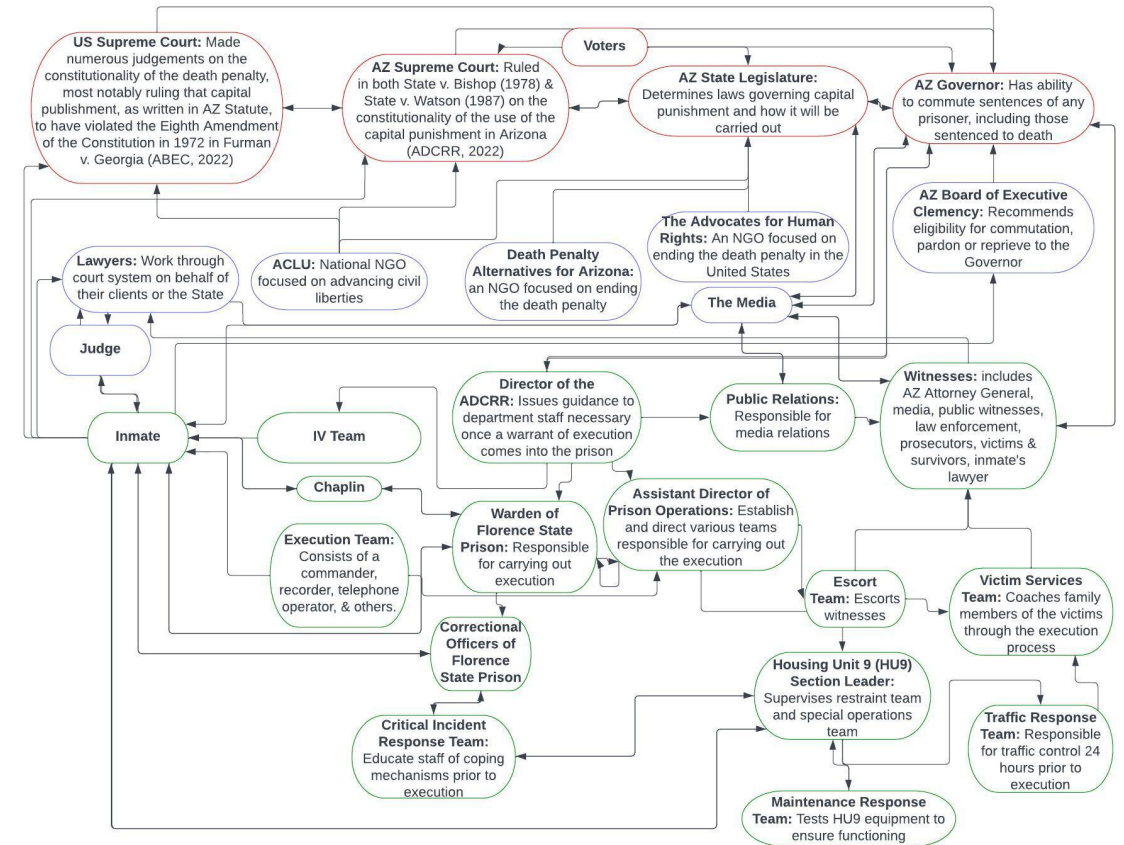 Voters
US Supreme Court: Made
numerous judgements on the
constitutionality of the death penalty,
most notably ruling that capital
publishment, as written in AZ Statute,
to have violated the Eighth Amendment
of the Constitution in 1972 in Furman
v. Georgia (ABEC, 2022)
AZ Supreme Court: Ruled
in both State v. Bishop (1978) &
State v. Watson (1987) on the
constitutionality of the use of the
capital punishment in Arizona
(ADCRR, 2022)
AZ State Legislature:
Determines laws governing capital
punishment and how it will be
carried out
AZ Governor: Has ability
to commute sentences of any
prisoner, including those
sentenced to death
AZ Board of Executive
Clemency: Recommends
eligibility for commutation,
pardon or reprieve to the
Governor
Lawyers: Work through
court system on behalf of
their clients or the State
ACLU: National NGO
focused on advancing civil
liberties
Death Penalty
Alternatives for Arizona:
an NGO focused on ending
the death penalty
The Advocates for Human
Rights: An NGO focused on
ending the death penalty in the
United States
The Media
Judge
Director of the
ADCRR: Issues guidance to
department staff necessary
once a warrant of execution
comes into the prison
Public Relations:
Responsible for
media relations
Witnesses: includes
AZ Attorney General,
media, public witnesses,
law enforcement,
prosecutors, victims &
survivors, inmate's
lawyer
Inmate
IV Team
Chaplin
Execution Team:
Consists of a
commander,
recorder, telephone
operator, & others.
Warden of
Florence State
Prison: Responsible
for carrying out
execution
Assistant Director of
Prison Operations: Establish
and direct various teams
responsible for carrying out
the execution
Escort
Team: Escorts
witnesses
Victim Services
Team: Coaches family
members of the victims
through the execution
process
Correctional
Officers of
Florence
State Prison
Housing Unit 9 (HU9)
Section Leader:
Supervises restraint team
and special operations
team
Critical Incident
Response Team:
Educate staff of coping
mechanisms prior to
execution
Traffic Response
Team: Responsible
for traffic control 24
hours prior to
execution
Maintenance Response
Team: Tests HU9 equipment to
ensure functioning